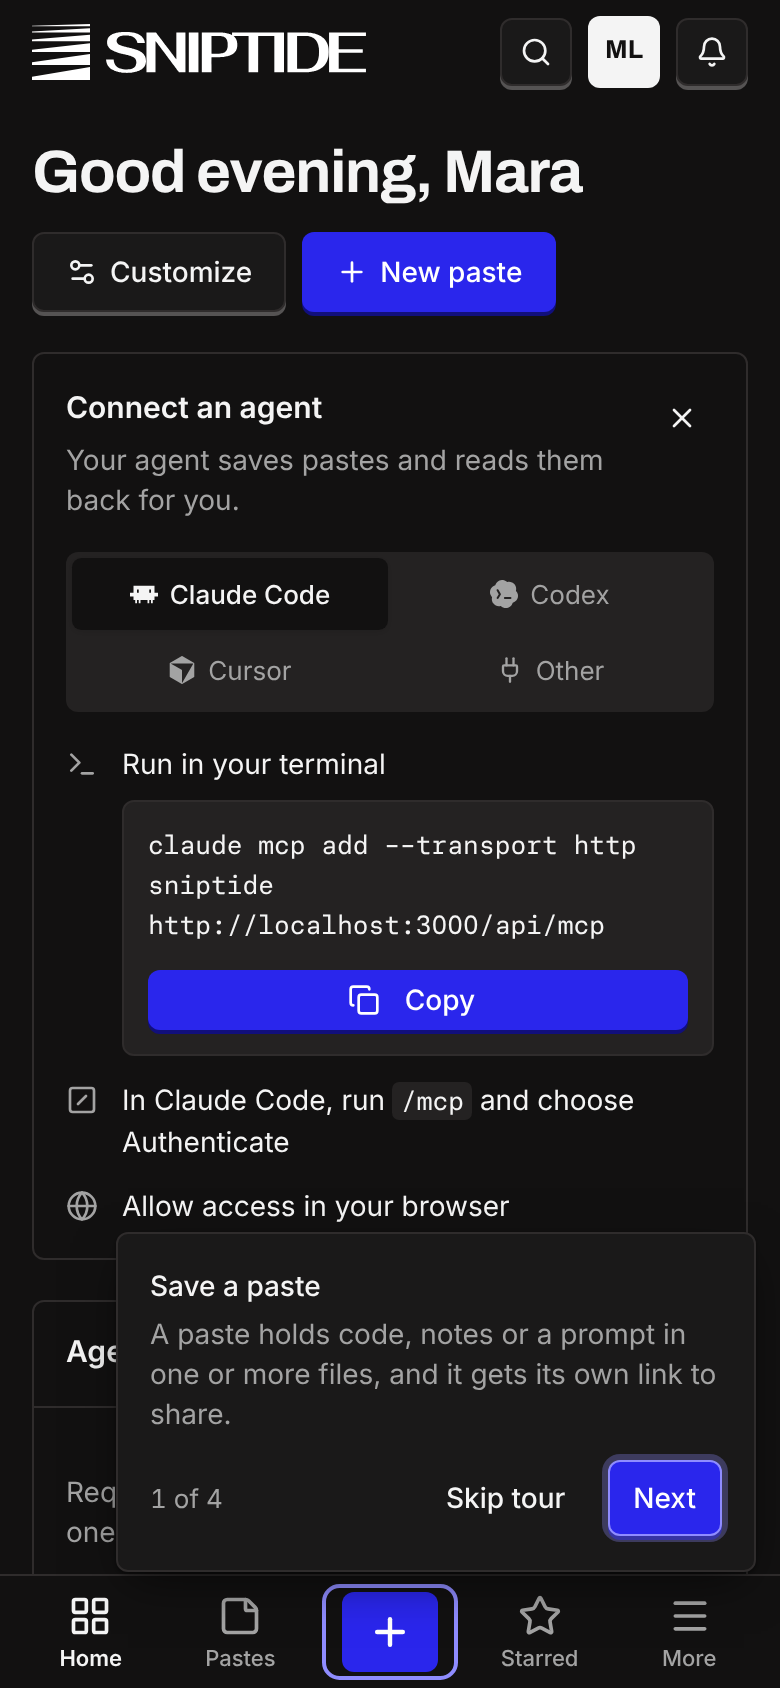 SNIPTIDE
ML
Good evening, Mara
Customize
New paste
Connect an agent
Your agent saves pastes and reads them
back for you.
Claude Code
Codex
Cursor
Other
Run in your terminal
claude mcp add --transport http
sniptide
http://localhost:3000/api/mcp
Copy
In Claude Code, run /mcp and choose
Authenticate
Allow access in your browser
Save a paste
A paste holds code, notes or a prompt in
one or more files, and it gets its own link to
share.
1 of 4
Skip tour
Next
one
Home
Pastes
Starred
More